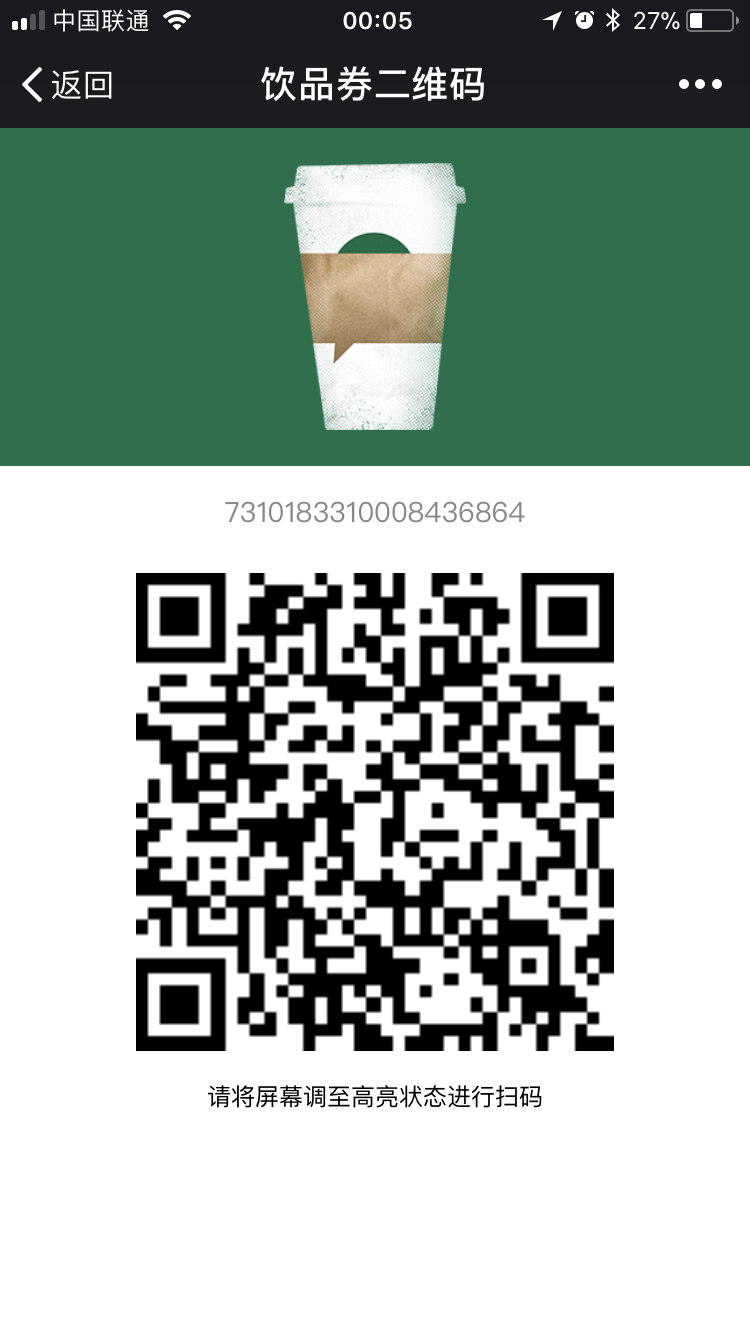 中国联通 00:05 27%
返回 饮品券二维码
7310183310008436864
请将屏幕调至高亮状态进行扫码